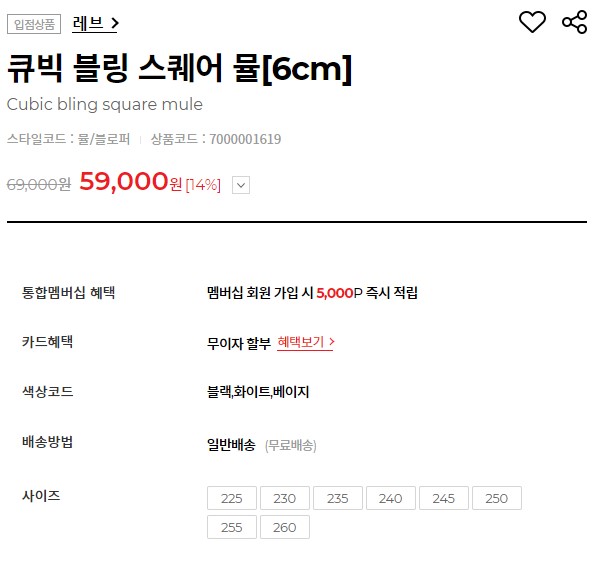 입점상품 레브 >
큐빅 블링 스퀘어 뮬[6cm]
Cubic bling square mule
스타일코드 : 뮬/블로퍼 | 상품코드 : 7000001619
69,000원 59,000원 [14%]
통합멤버십 혜택 멤버십 회원 가입 시 5,000P 즉시 적립
카드혜택 무이자 할부 혜택보기 >
색상코드 블랙,화이트,베이지
배송방법 일반배송 (무료배송)
사이즈 225 230 235 240 245 250
255 260